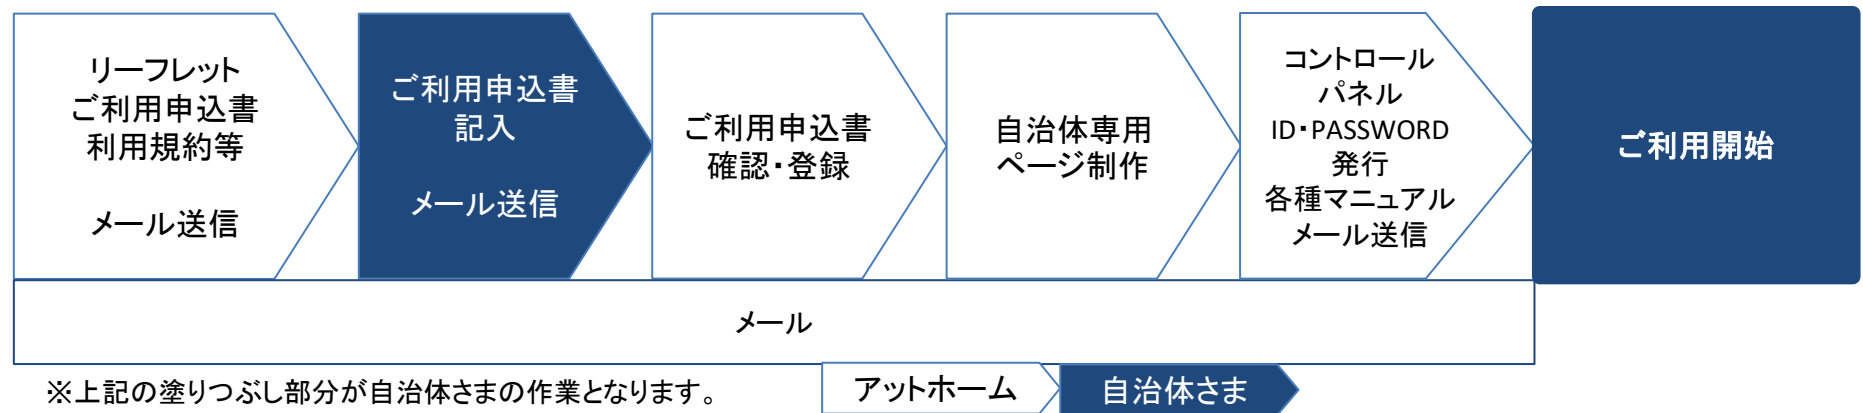 リーフレット
ご利用申込書
利用規約等
メール送信
ご利用申込書
記入
メール送信
ご利用申込書
確認・登録
自治体専用
ページ制作
コントロール
パネル
ID・PASSWORD
発行
各種マニュアル
メール送信
ご利用開始
メール
※上記の塗りつぶし部分が自治体さまの作業となります。
アットホーム
自治体さま